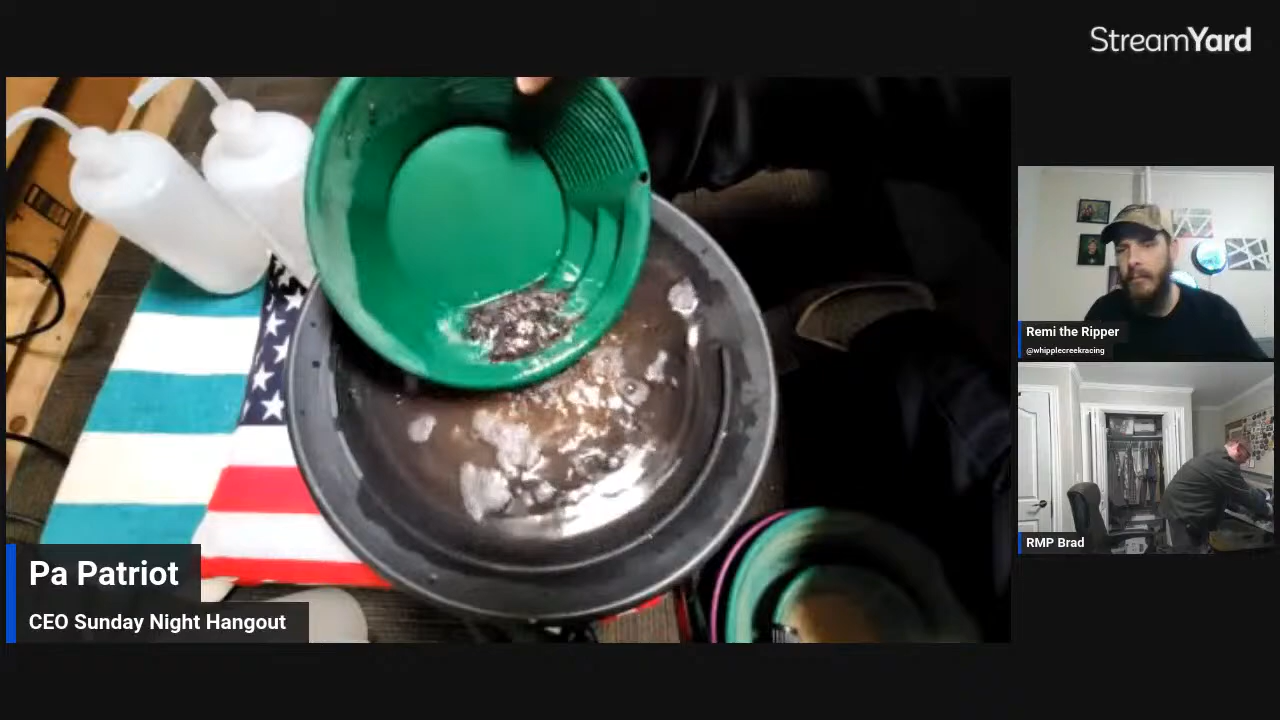 StreamYard
Pa Patriot
CEO Sunday Night Hangout
Remi the Ripper
@whipplecreekracing
RMP Brad